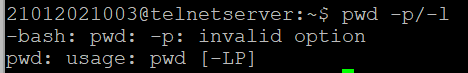 21012021003@telnetserver:~$ pwd -p/-l
-bash: pwd: -p: invalid option
pwd: usage: pwd [-LP]